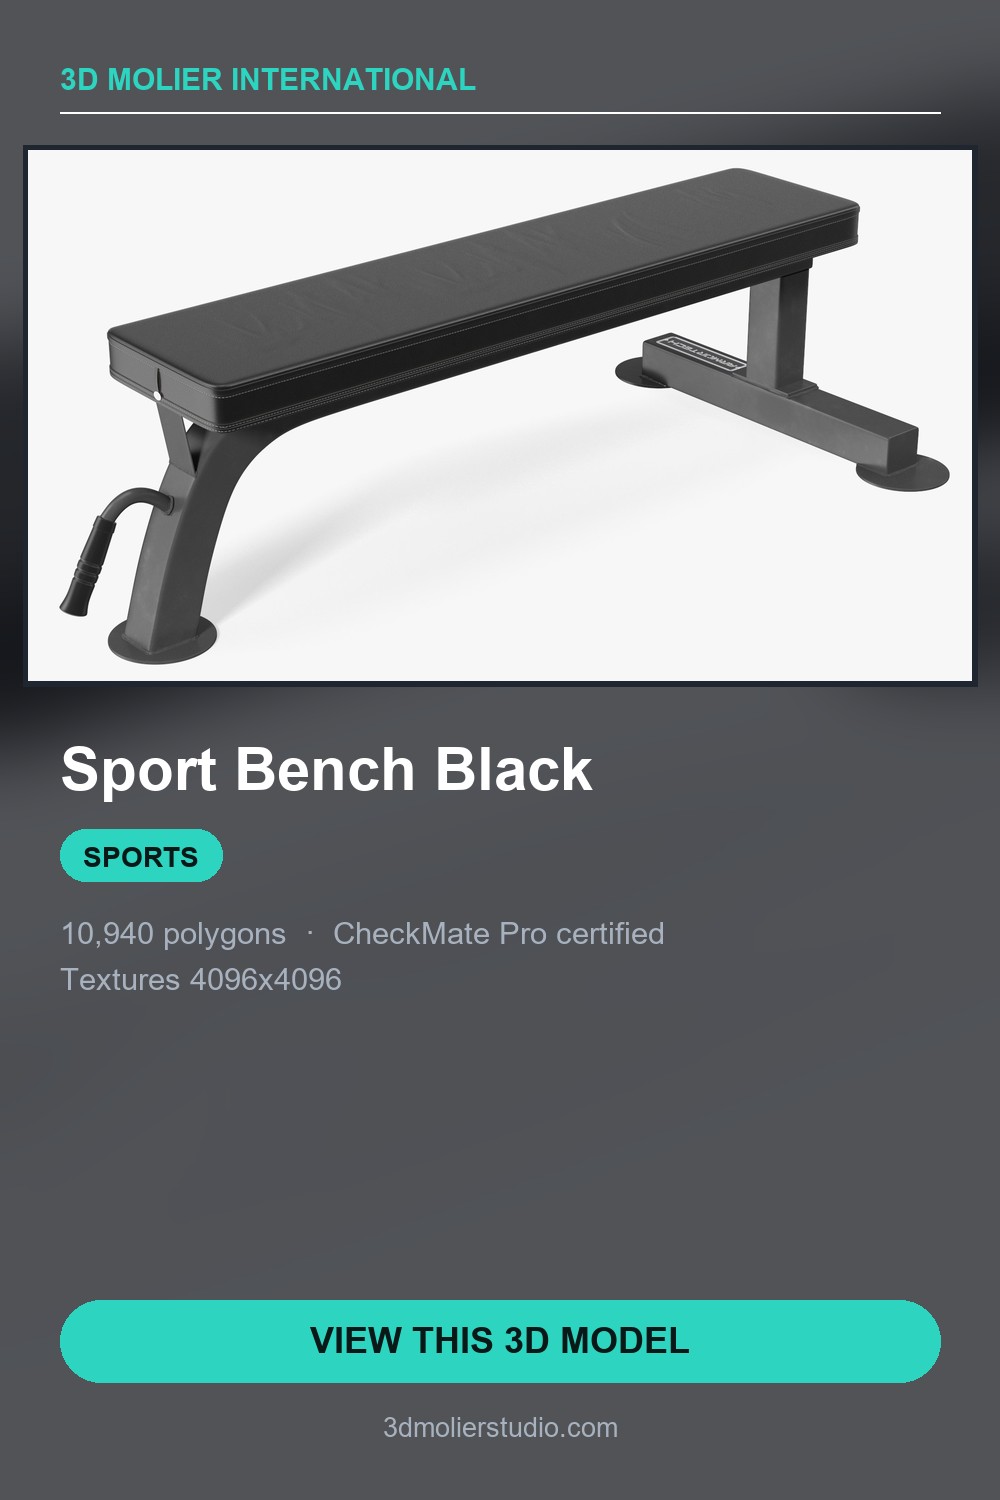 3D MOLIER INTERNATIONAL
Sport Bench Black
SPORTS
10,940 polygons · CheckMate Pro certified
Textures 4096x4096
VIEW THIS 3D MODEL
3dmolierstudio.com